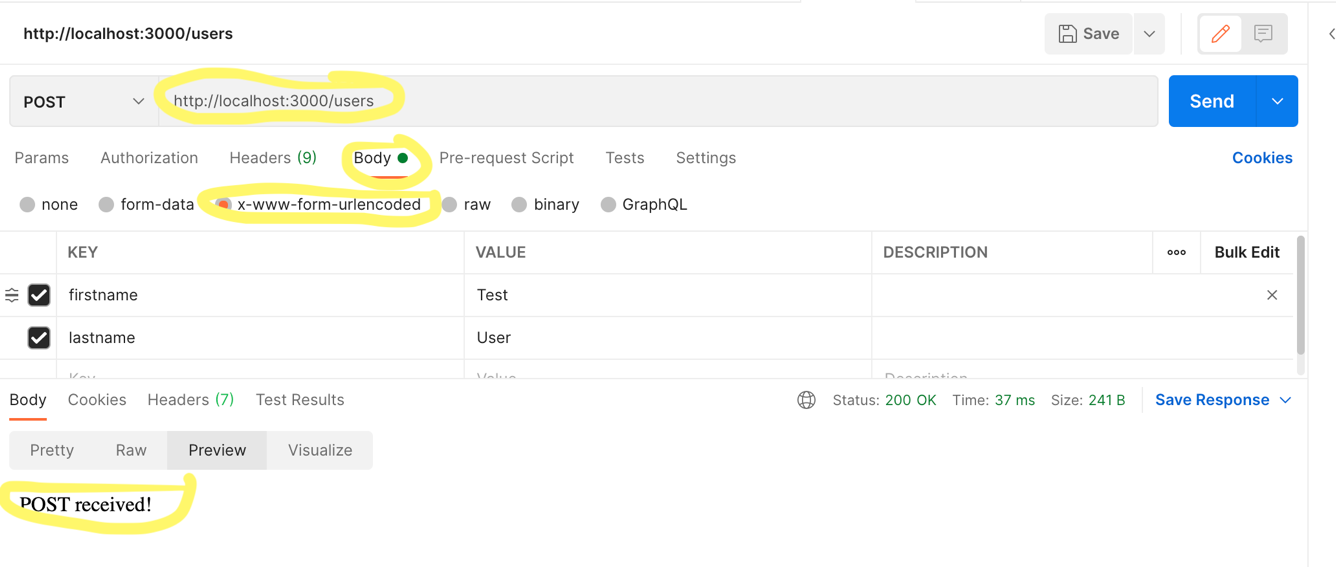 http://localhost:3000/users Save
POST http://localhost:3000/users Send
Params Authorization Headers (9) Body Pre-request Script Tests Settings Cookies
none form-data x-www-form-urlencoded raw binary GraphQL
KEY VALUE DESCRIPTION Bulk Edit
firstname Test
lastname User
Key Value Description
Body Cookies Headers (7) Test Results Status: 200 OK Time: 37 ms Size: 241 B Save Response
Pretty Raw Preview Visualize
POST received!